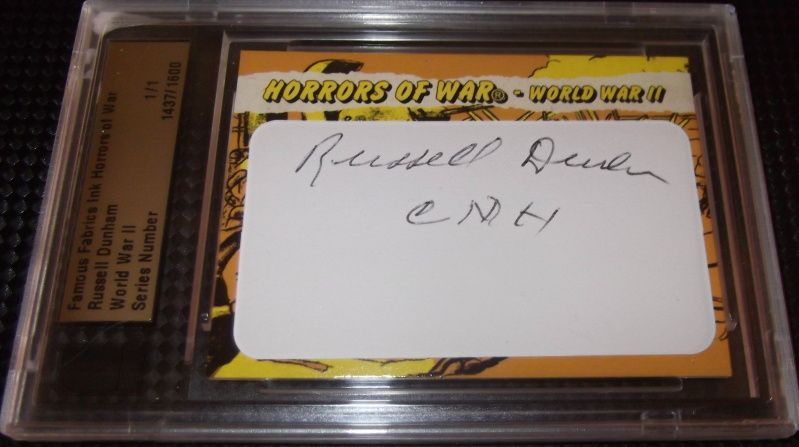 Famous Fabrics Ink Horrors of War
Russell Dunham 1/1
World War II
Series Number 1437/1600
HORRORS OF WAR® - WORLD WAR II
Russell Dunham
CMH